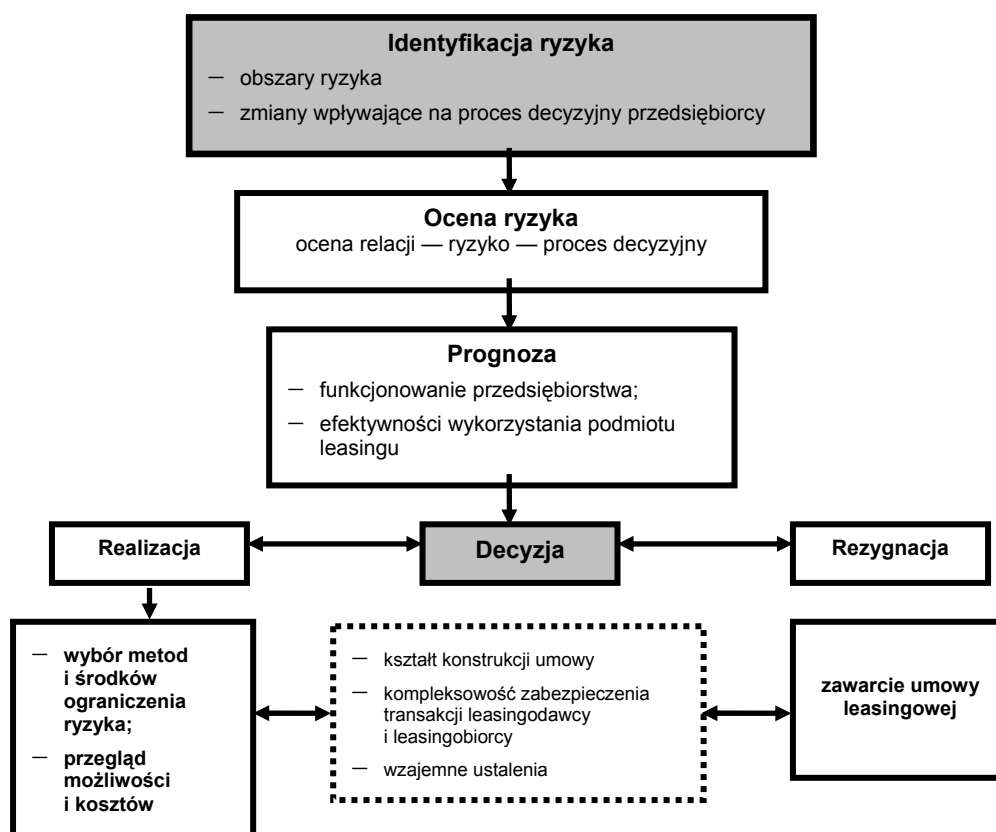 Identyfikacja ryzyka
— obszary ryzyka
— zmiany wpływające na proces decyzyjny przedsiębiorcy
Ocena ryzyka
ocena relacji — ryzyko — proces decyzyjny
Prognoza
— funkcjonowanie przedsiębiorstwa;
— efektywności wykorzystania podmiotu
leasingu
Realizacja
Decyzja
Rezygnacja
— wybór metod
i środków
ograniczenia
ryzyka;
— przegląd
możliwości
i kosztów
— kształt konstrukcji umowy
— kompleksowość zabezpieczenia
transakcji leasingodawcy
i leasingobiorcy
— wzajemne ustalenia
zawarcie umowy
leasingowej